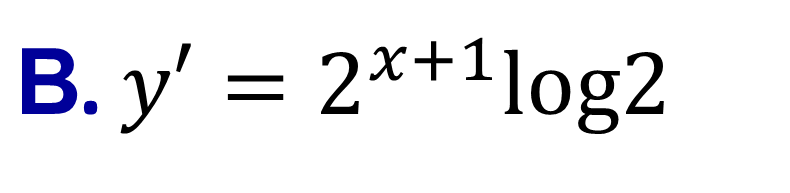 B. y′ = 2^{x+1}log2